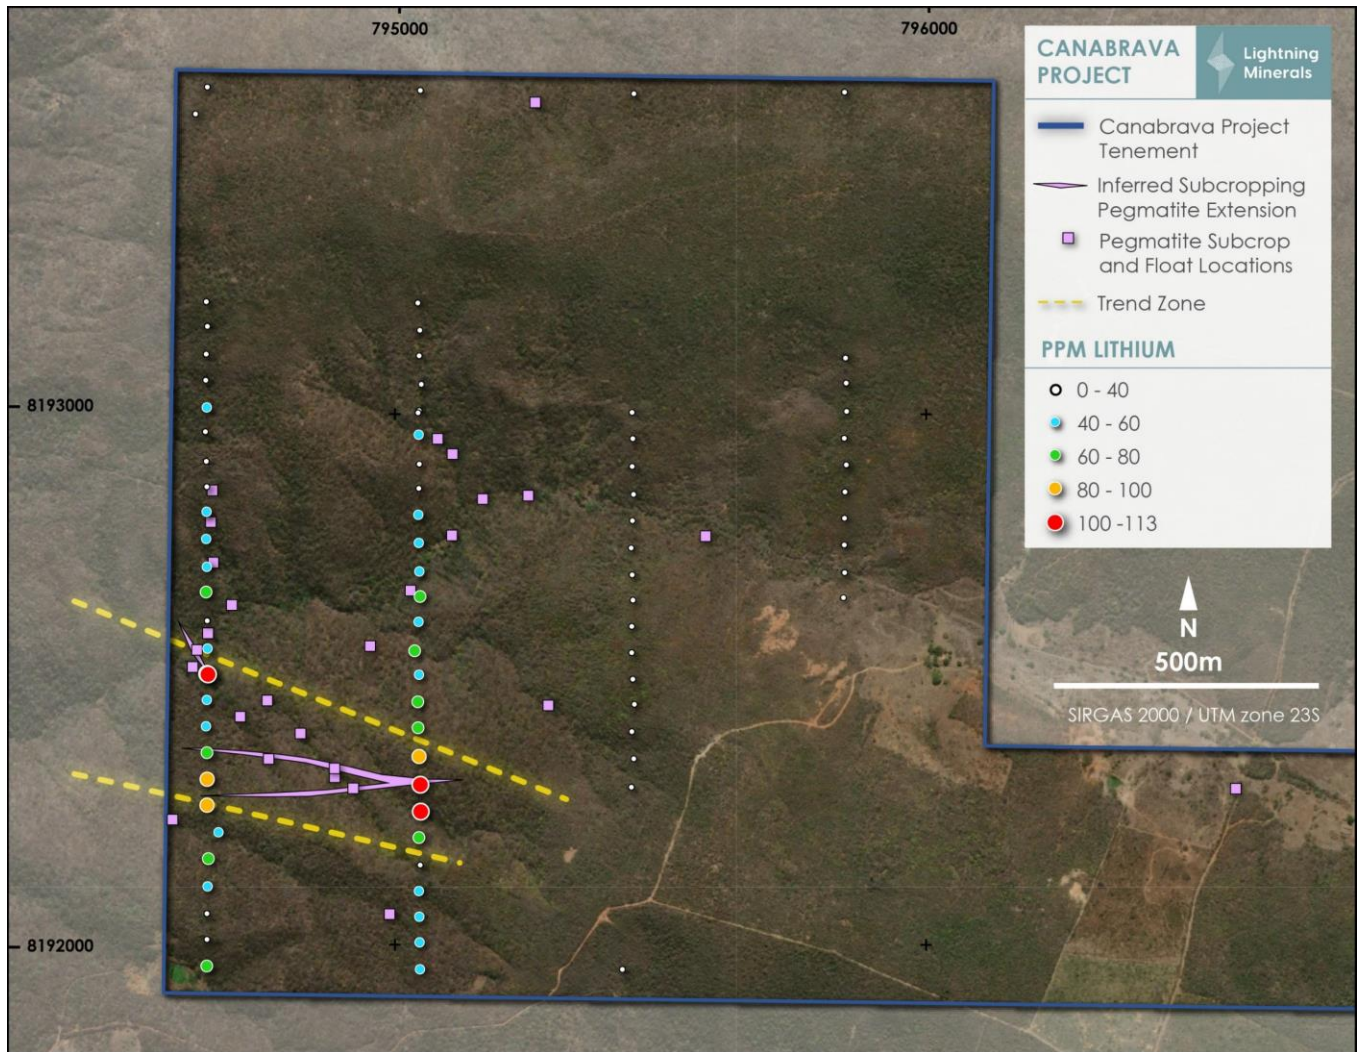 795000
796000
CANABRAVA
PROJECT
Lightning
Minerals
Canabrava Project
Tenement
Inferred Subcropping
Pegmatite Extension
Pegmatite Subcrop
and Float Locations
Trend Zone
PPM LITHIUM
0 - 40
8193000
40 - 60
60 - 80
80 - 100
100 -113
N
500m
SIRGAS 2000 / UTM zone 23S
8192000